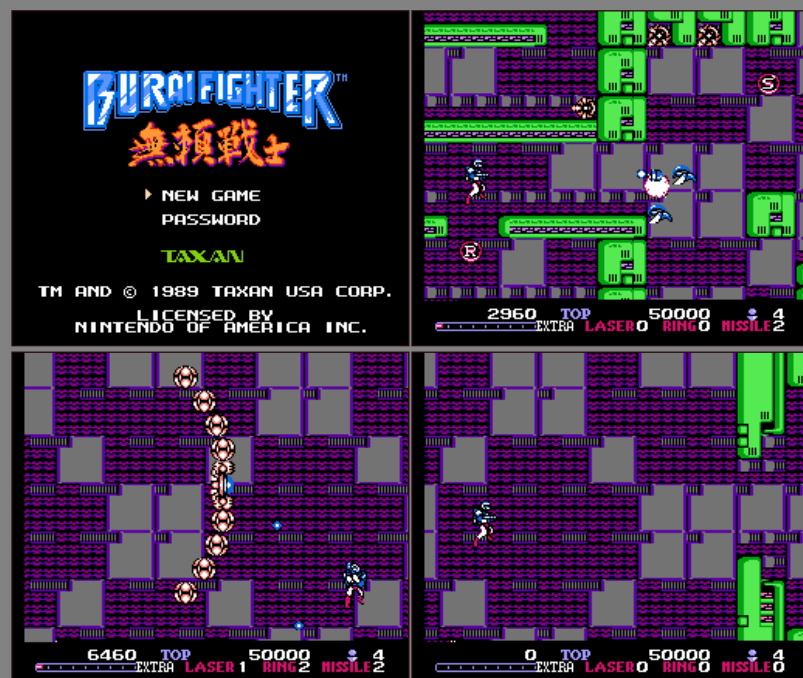 BURAI FIGHTER™
無頼戦士
NEW GAME
PASSWORD
TAXAN
TM AND © 1989 TAXAN USA CORP.
LICENSED BY
NINTENDO OF AMERICA INC.
S
R
2960 TOP 50000 4
EXTRA LASER0 RING0 MISSILE2
6460 TOP 50000 4
EXTRA LASER1 RING2 MISSILE2
0 TOP 50000 4
EXTRA LASER0 RING0 MISSILE0